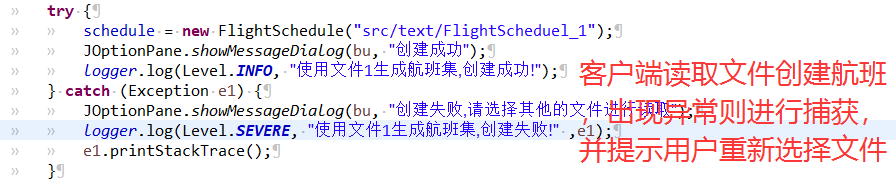 try {
schedule = new FlightSchedule("src/text/FlightScheduel_1");
JOptionPane.showMessageDialog(bu, "创建成功");
logger.log(Level.INFO, "使用文件1生成航班集,创建成功!");
} catch (Exception e1) {
JOptionPane.showMessageDialog(bu, "创建失败,请选择其他的文件进行读取");
logger.log(Level.SEVERE, "使用文件1生成航班集,创建失败!" ,e1);
e1.printStackTrace();
}
客户端读取文件创建航班
，出现异常则进行捕获，
并提示用户重新选择文件